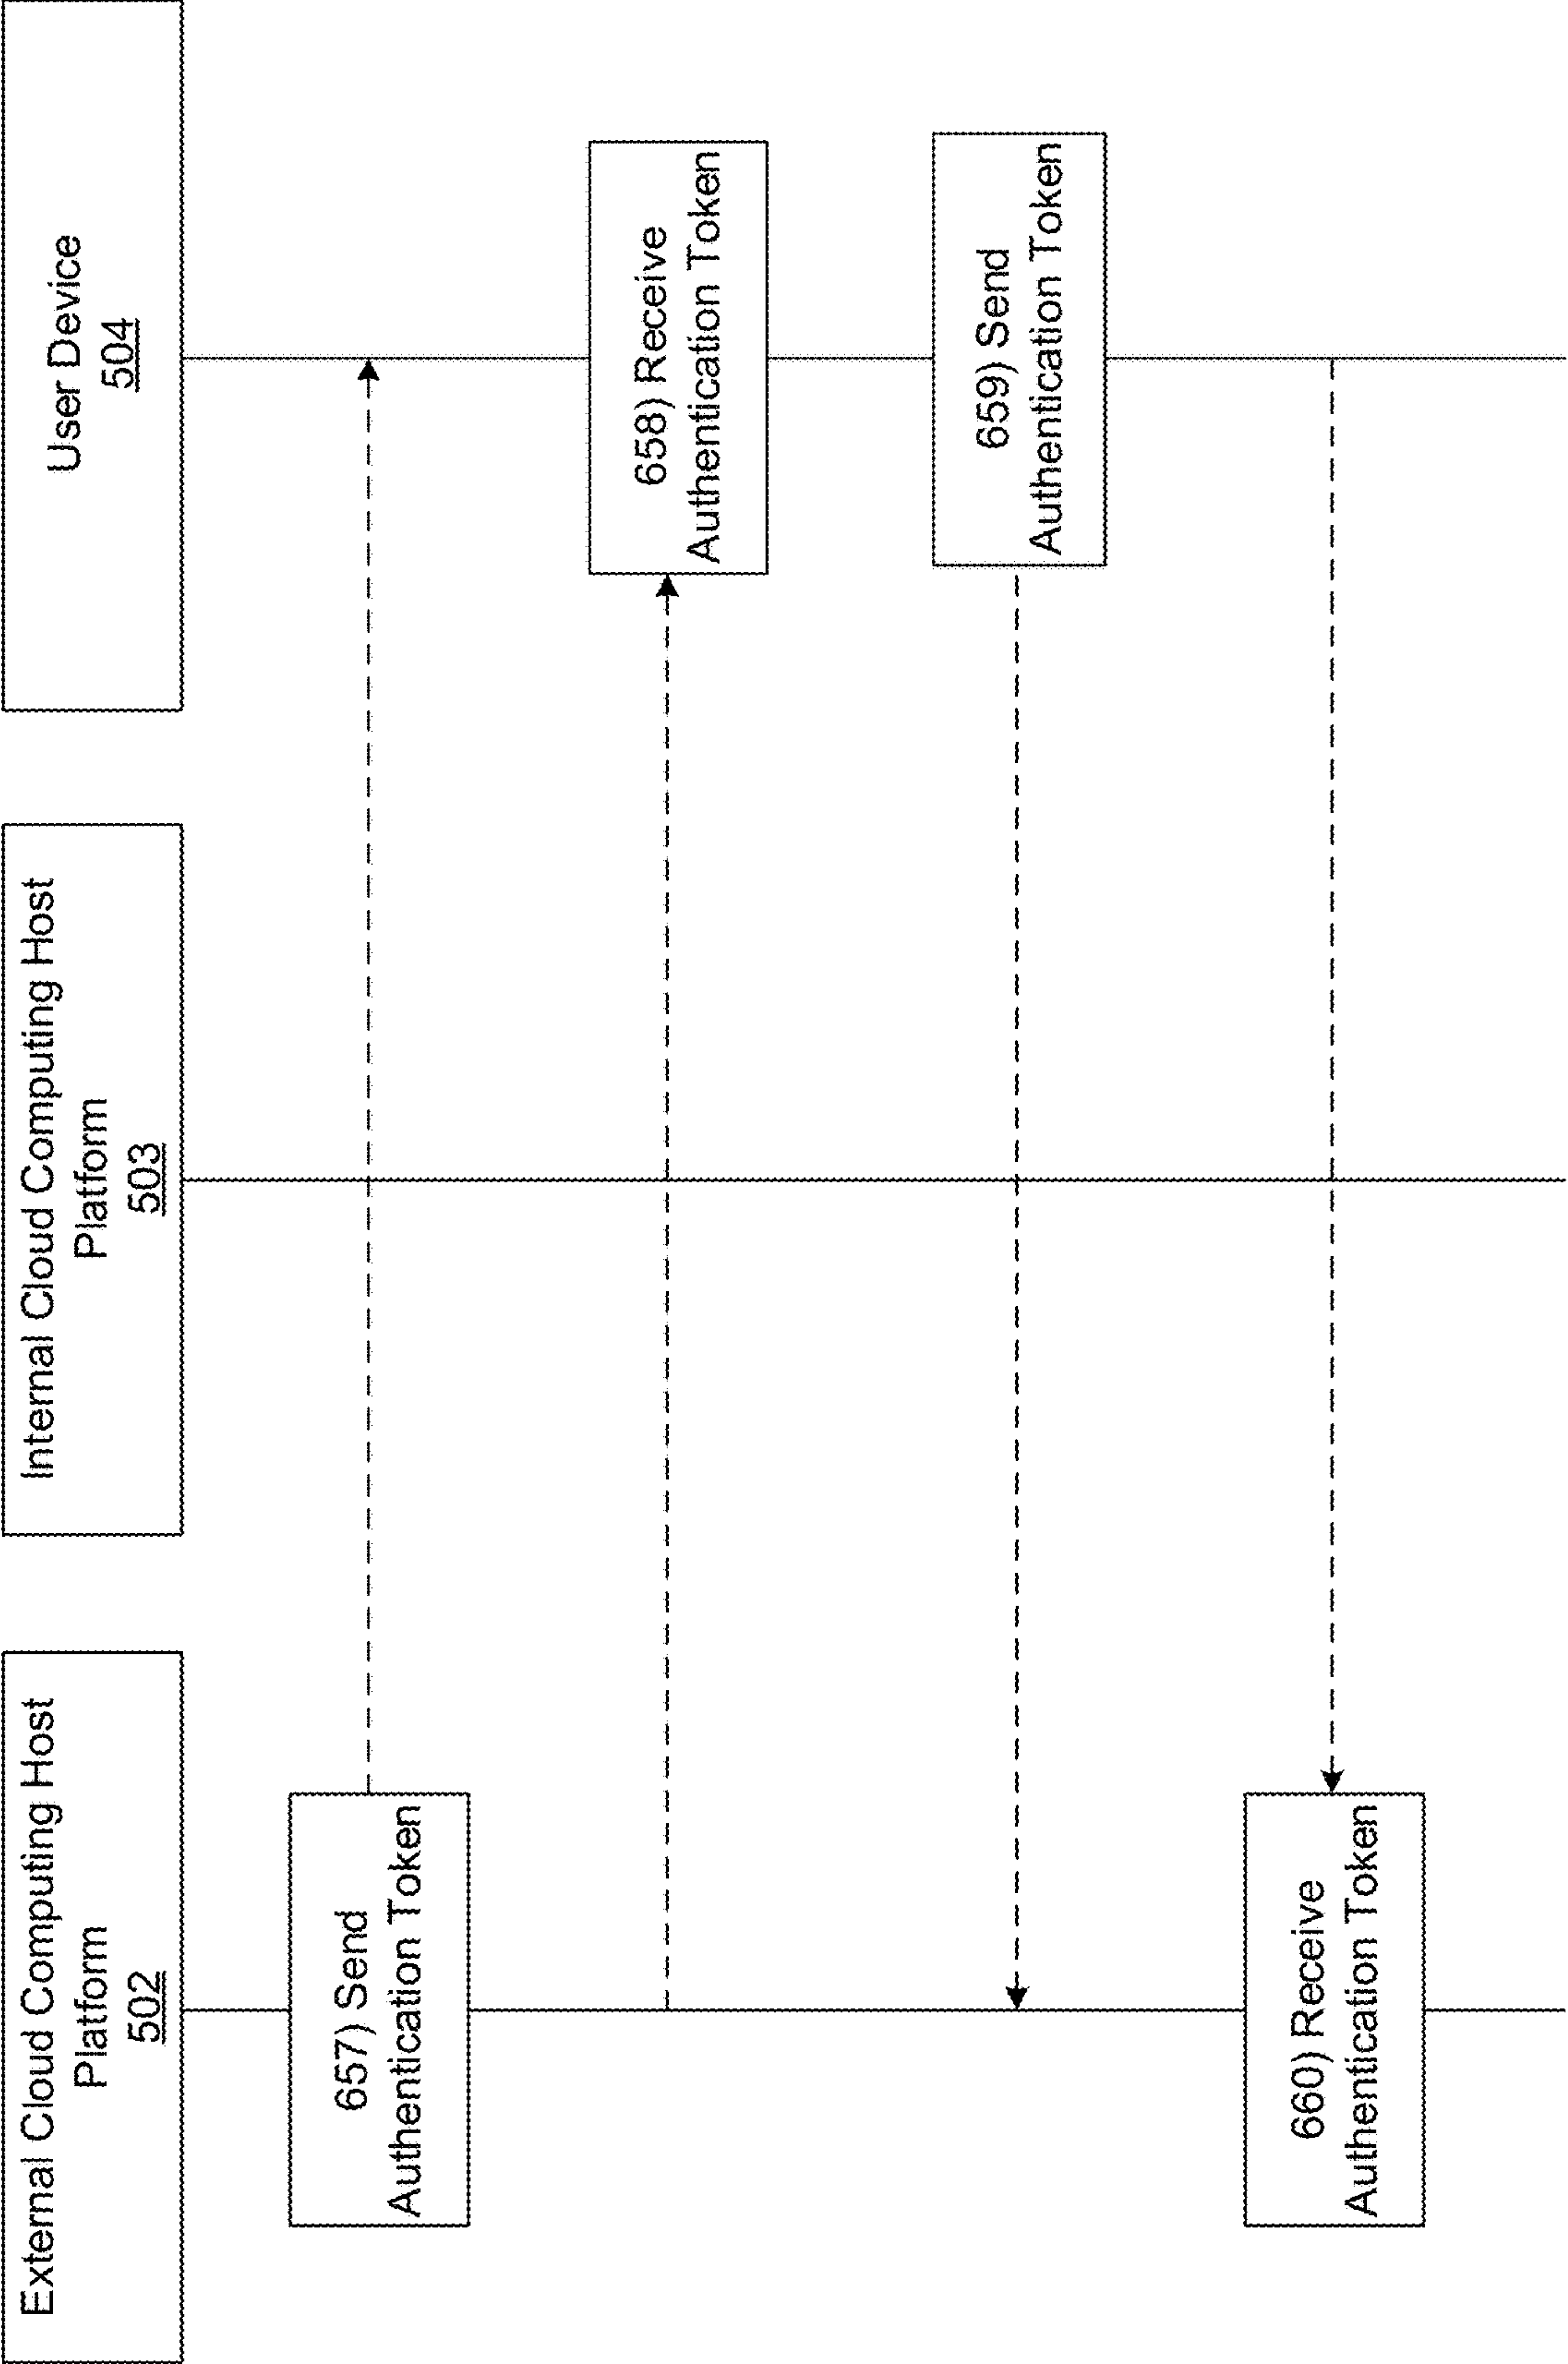 External Cloud Computing Host
Platform
502
Internal Cloud Computing Host
Platform
503
User Device
504
657) Send
Authentication Token
658) Receive
Authentication Token
659) Send
Authentication Token
660) Receive
Authentication Token